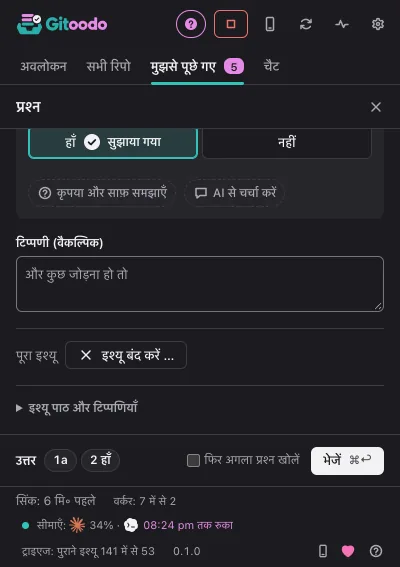 Gitoodo
अवलोकन सभी रिपो मुझसे पूछे गए 5 चैट
प्रश्न
हाँ सुझाया गया नहीं
कृपया और साफ़ समझाएँ AI से चर्चा करें
टिप्पणी (वैकल्पिक)
और कुछ जोड़ना हो तो
पूरा इश्यू इश्यू बंद करें ...
इश्यू पाठ और टिप्पणियाँ
उत्तर 1a 2 हाँ फिर अगला प्रश्न खोलें भेजें ⌘↩
सिंक: 6 मि॰ पहले वर्कर: 7 में से 2
सीमाएँ: 34% · 08:24 pm तक रुका
ट्राइएज: पुराने इश्यू 141 में से 53 0.1.0